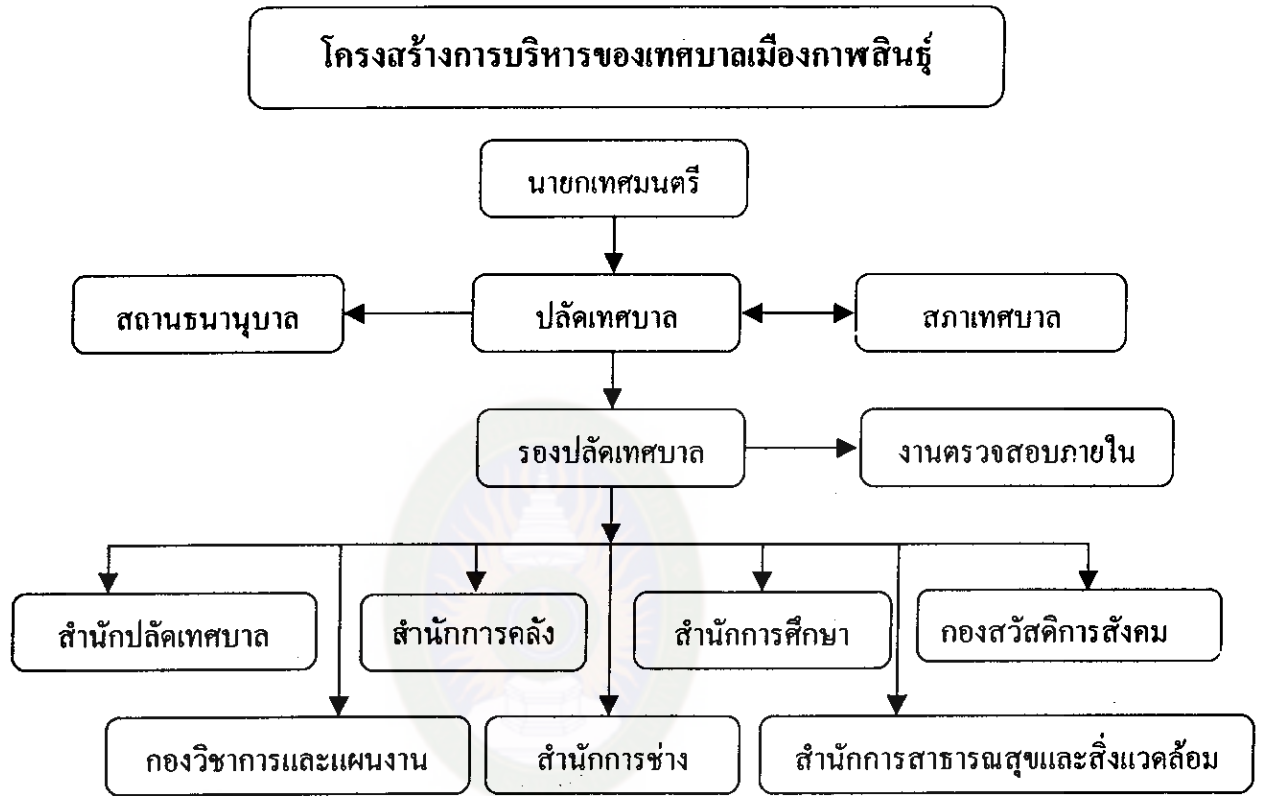 โครงสร้างการบริหารของเทศบาลเมืองกาฬสินธุ์
นายกเทศมนตรี
สถานธนานุบาล
ปลัดเทศบาล
สภาเทศบาล
รองปลัดเทศบาล
งานตรวจสอบภายใน
สำนักปลัดเทศบาล
สำนักการคลัง
สำนักการศึกษา
กองสวัสดิการสังคม
กองวิชาการและแผนงาน
สำนักการช่าง
สำนักการสาธารณสุขและสิ่งแวดล้อม